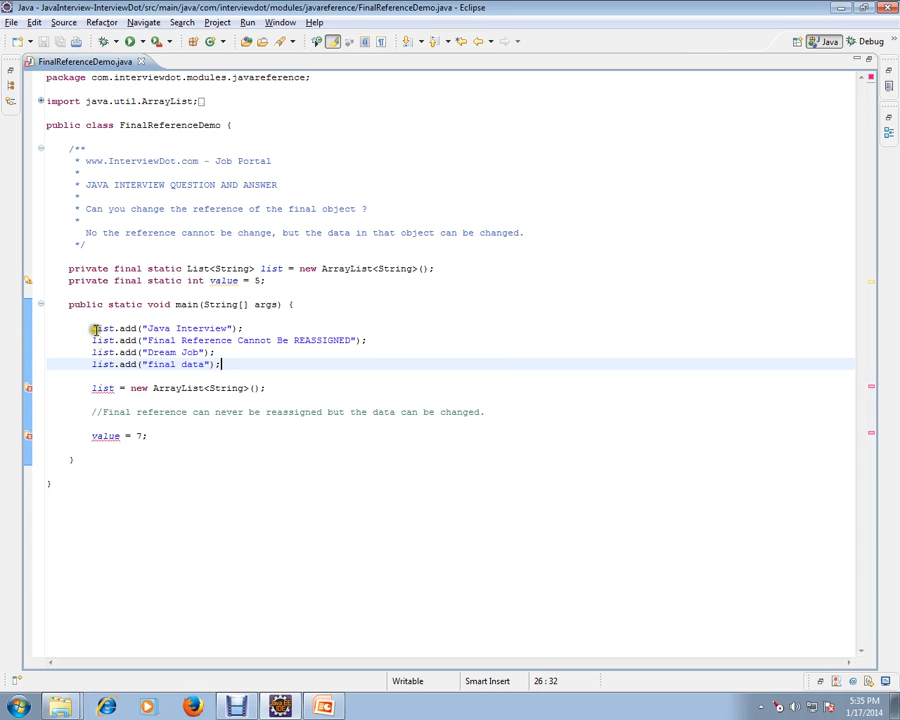 Java - JavaInterview-InterviewDot/src/main/java/com/interviewdot/modules/javareference/FinalReferenceDemo.java - Eclipse
File Edit Source Refactor Navigate Search Project Run Window Help
Java Debug
FinalReferenceDemo.java
package com.interviewdot.modules.javareference;
import java.util.ArrayList;
public class FinalReferenceDemo {
/**
* www.InterviewDot.com - Job Portal
*
* JAVA INTERVIEW QUESTION AND ANSWER
*
* Can you change the reference of the final object ?
*
No the reference cannot be change, but the data in that object can be changed.
*/
private final static List<String> list = new ArrayList<String>();
private final static int value = 5;
public static void main(String[] args) {
list.add("Java Interview");
list.add("Final Reference Cannot Be REASSIGNED");
list.add("Dream Job");
list.add("final data");
list = new ArrayList<String>();
//Final reference can never be reassigned but the data can be changed.
value = 7;
}
}
Writable Smart Insert 26 : 32
5:35 PM
1/17/2014